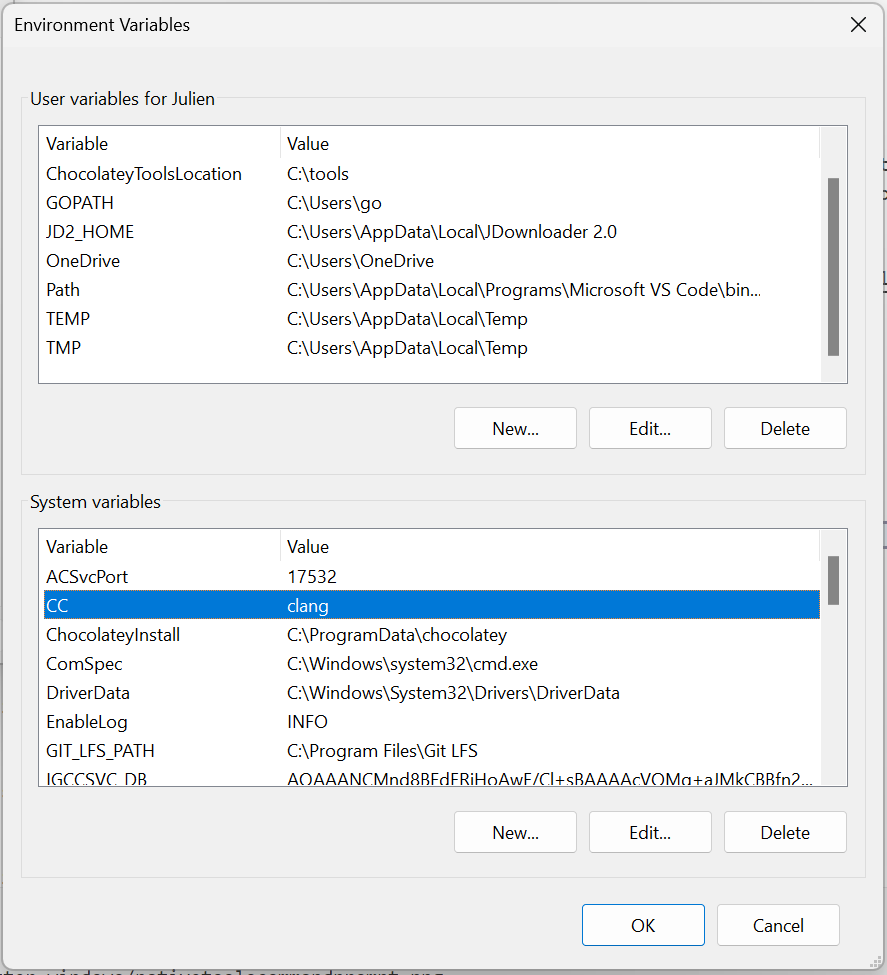 Environment Variables
User variables for Julien
Variable Value
ChocolateyToolsLocation C:\tools
GOPATH C:\Users\go
JD2_HOME C:\Users\AppData\Local\JDownloader 2.0
OneDrive C:\Users\OneDrive
Path C:\Users\AppData\Local\Programs\Microsoft VS Code\bin...
TEMP C:\Users\AppData\Local\Temp
TMP C:\Users\AppData\Local\Temp
New... Edit... Delete
System variables
Variable Value
ACSvcPort 17532
CC clang
ChocolateyInstall C:\ProgramData\chocolatey
ComSpec C:\Windows\system32\cmd.exe
DriverData C:\Windows\System32\Drivers\DriverData
EnableLog INFO
GIT_LFS_PATH C:\Program Files\Git LFS
IGCCSVC_DB
New... Edit... Delete
OK Cancel